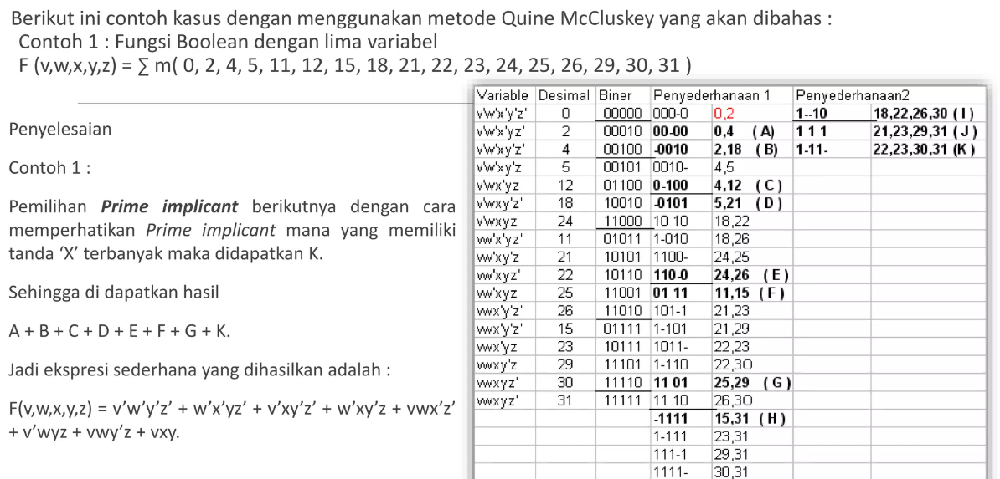 Berikut ini contoh kasus dengan menggunakan metode Quine McCluskey yang akan dibahas :
Contoh 1 : Fungsi Boolean dengan lima variabel
F (v,w,x,y,z) = ∑ m( 0, 2, 4, 5, 11, 12, 15, 18, 21, 22, 23, 24, 25, 26, 29, 30, 31 )
Penyelesaian
Contoh 1 :
Pemilihan Prime implicant berikutnya dengan cara
memperhatikan Prime implicant mana yang memiliki
tanda ‘X’ terbanyak maka didapatkan K.
Sehingga di dapatkan hasil
A + B + C + D + E + F + G + K.
Jadi ekspresi sederhana yang dihasilkan adalah :
F(v,w,x,y,z) = v’w’y’z’ + w’x’yz’ + v’xy’z’ + w’xy’z + vwx’z’
+ v’wyz + vwy’z + vxy.
Variable Desimal Biner Penyederhanaan 1 Penyederhanaan2
v'w'x'y'z' 0 00000 000-0 0,2 1--10 18,22,26,30 ( I )
v'w'x'yz' 2 00010 00-00 0,4 ( A) 1 1 1 21,23,29,31 ( J )
v'w'xy'z' 4 00100 -0010 2,18 ( B) 1-11- 22,23,30,31 (K )
v'w'xy'z 5 00101 0010- 4,5
v'wx'yz 12 01100 0-100 4,12 ( C )
v'wxy'z' 18 10010 -0101 5,21 ( D )
v'wxyz 24 11000 10 10 18,22
vw'x'yz' 11 01011 1-010 18,26
vw'xy'z 21 10101 1100- 24,25
vw'xyz' 22 10110 110-0 24,26 ( E )
vw'xyz 25 11001 01 11 11,15 ( F )
vwx'y'z' 26 11010 101-1 21,23
vwx'y'z' 15 01111 1-101 21,29
vwx'yz 23 10111 1011- 22,23
vwxy'z 29 11101 1-110 22,30
vwxyz' 30 11110 11 01 25,29 ( G )
vwxyz' 31 11111 11 10 26,30
-1111 15,31 ( H )
1-111 23,31
111-1 29,31
1111- 30,31